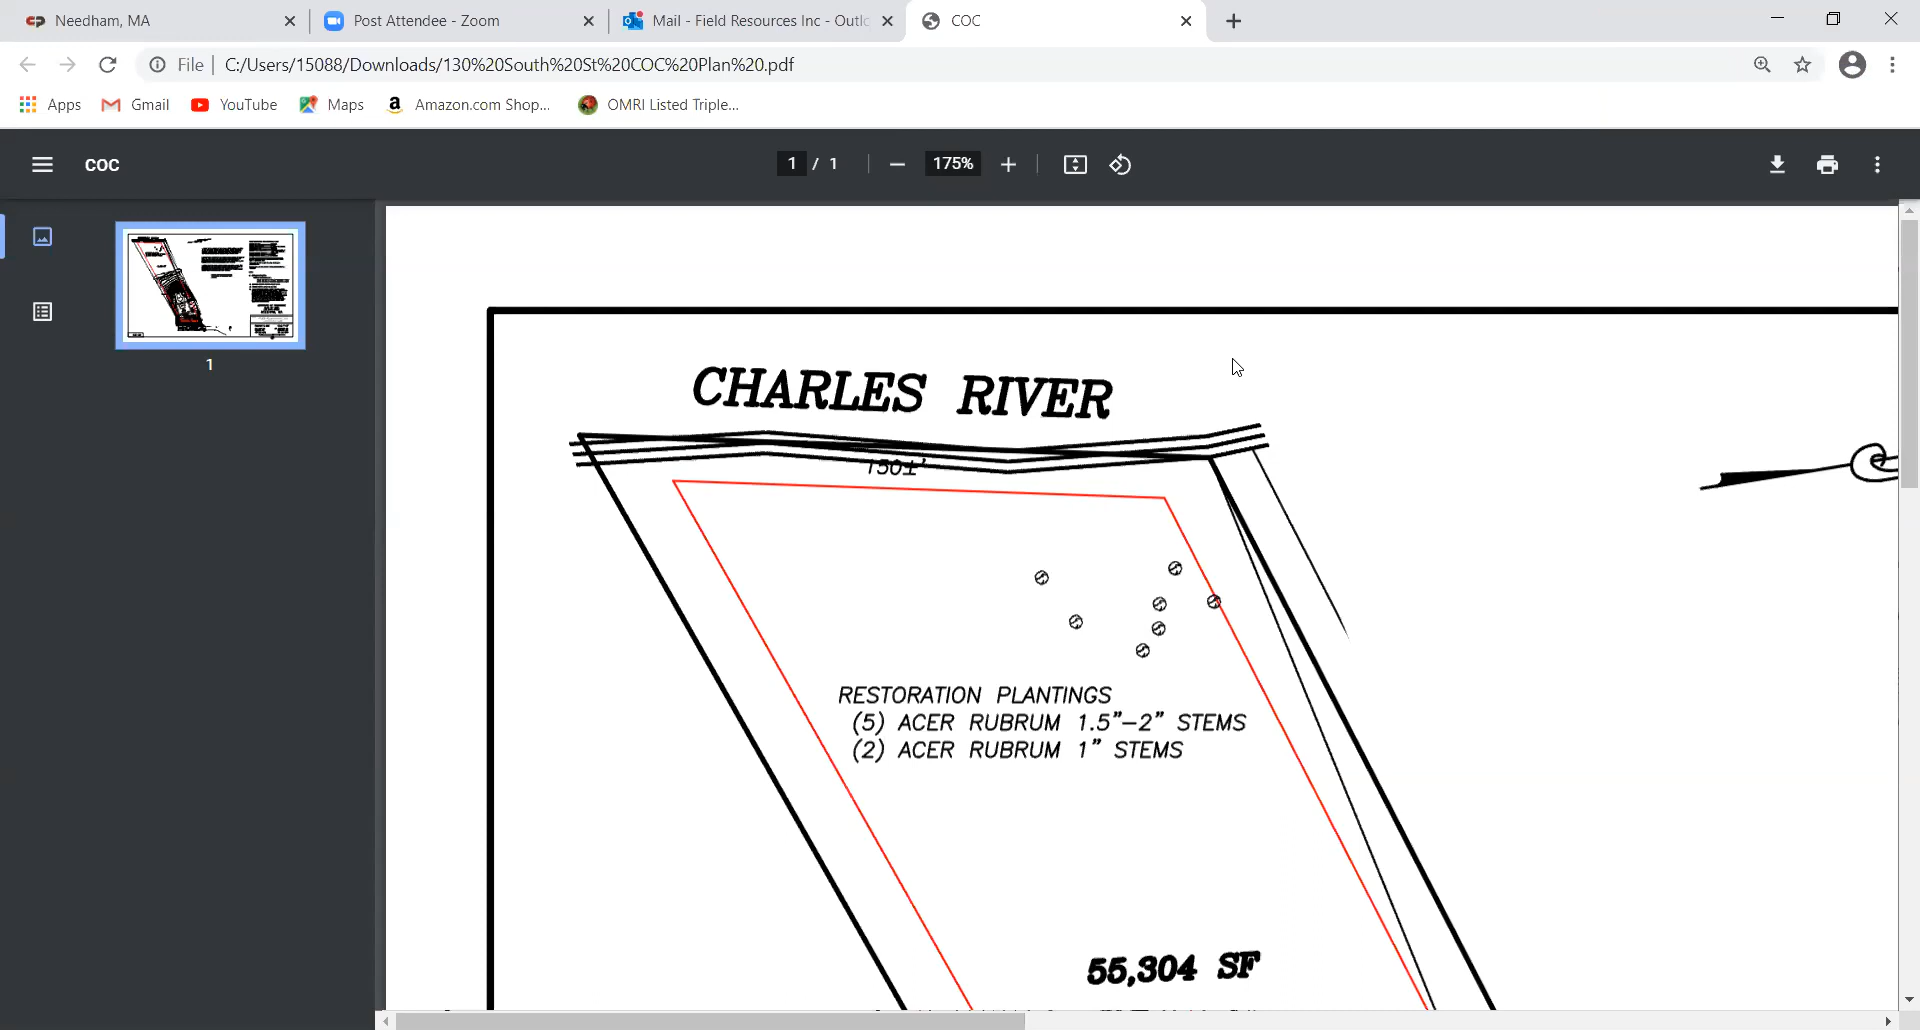 Needham, MA
Post Attendee - Zoom
Mail - Field Resources Inc - Outlo
COC
File
C:/Users/15088/Downloads/130%20South%20St%20COC%20Plan%20.pdf
Apps
Gmail
YouTube
Maps
Amazon.com Shop...
OMRI Listed Triple...
COC
1 / 1
175%
1
CHARLES RIVER
150±'
RESTORATION PLANTINGS
(5) ACER RUBRUM 1.5"-2" STEMS
(2) ACER RUBRUM 1" STEMS
55,304 SF